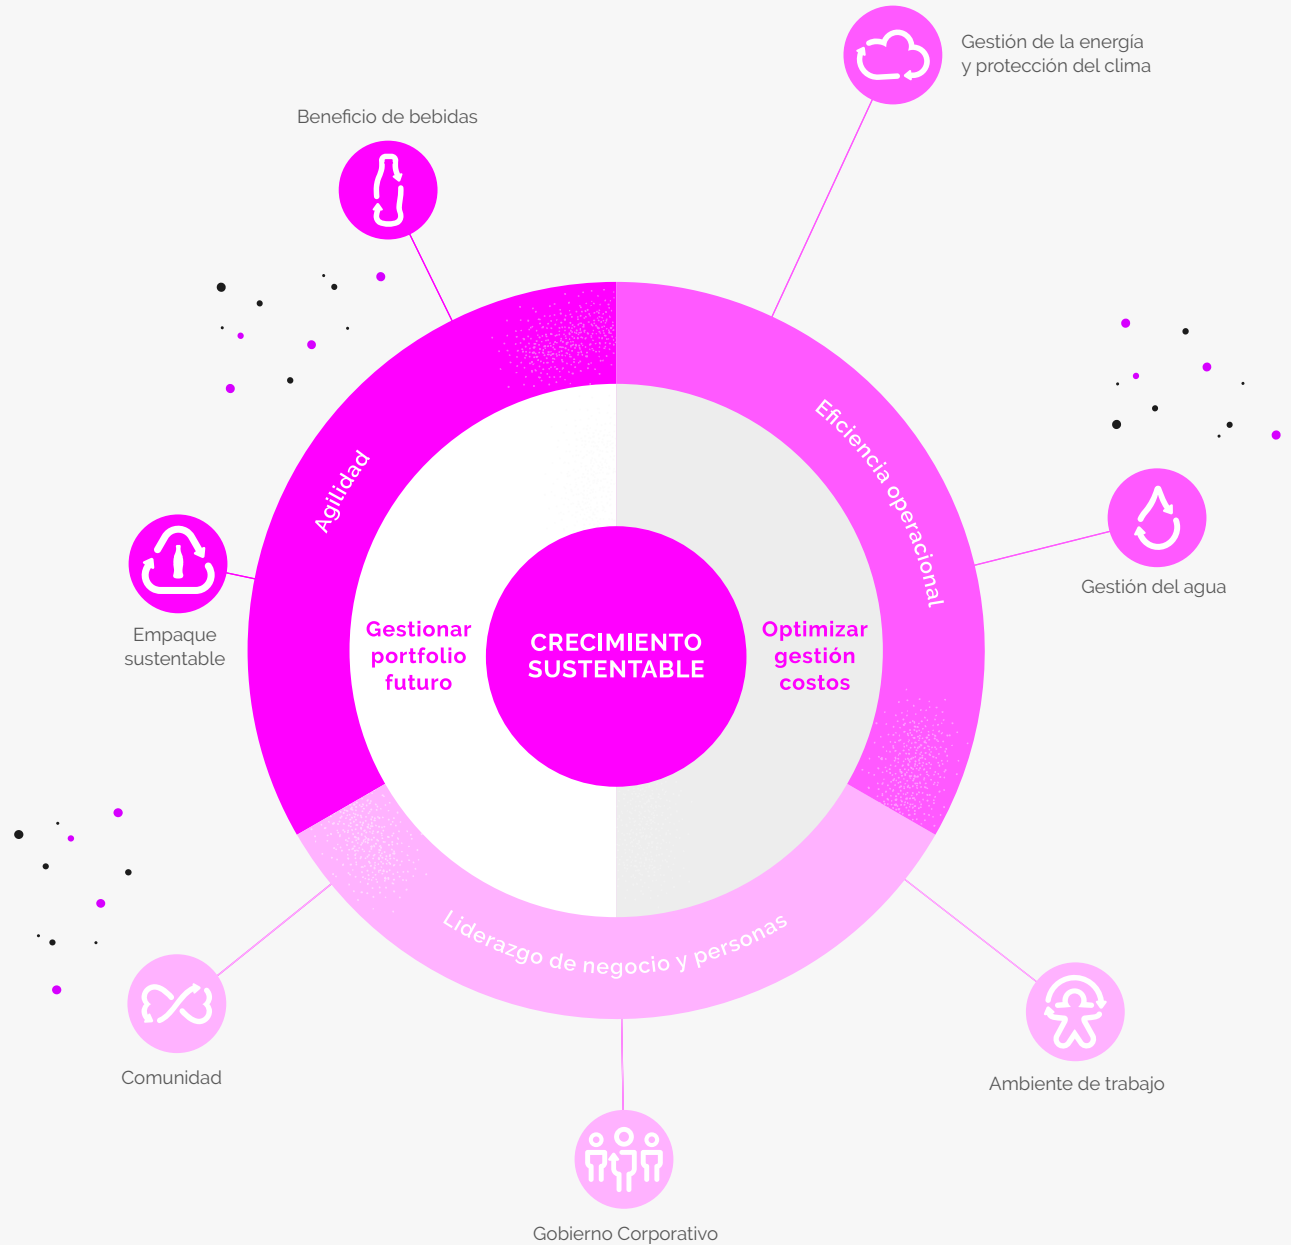 Gestión de la energía
y protección del clima
Beneficio de bebidas
Eficiencia operacional
Agilidad
Gestión del agua
Empaque
sustentable
Gestionar
portfolio
futuro
CRECIMIENTO
SUSTENTABLE
Optimizar
gestión
costos
Liderazgo de negocio y personas
Comunidad
Ambiente de trabajo
Gobierno Corporativo